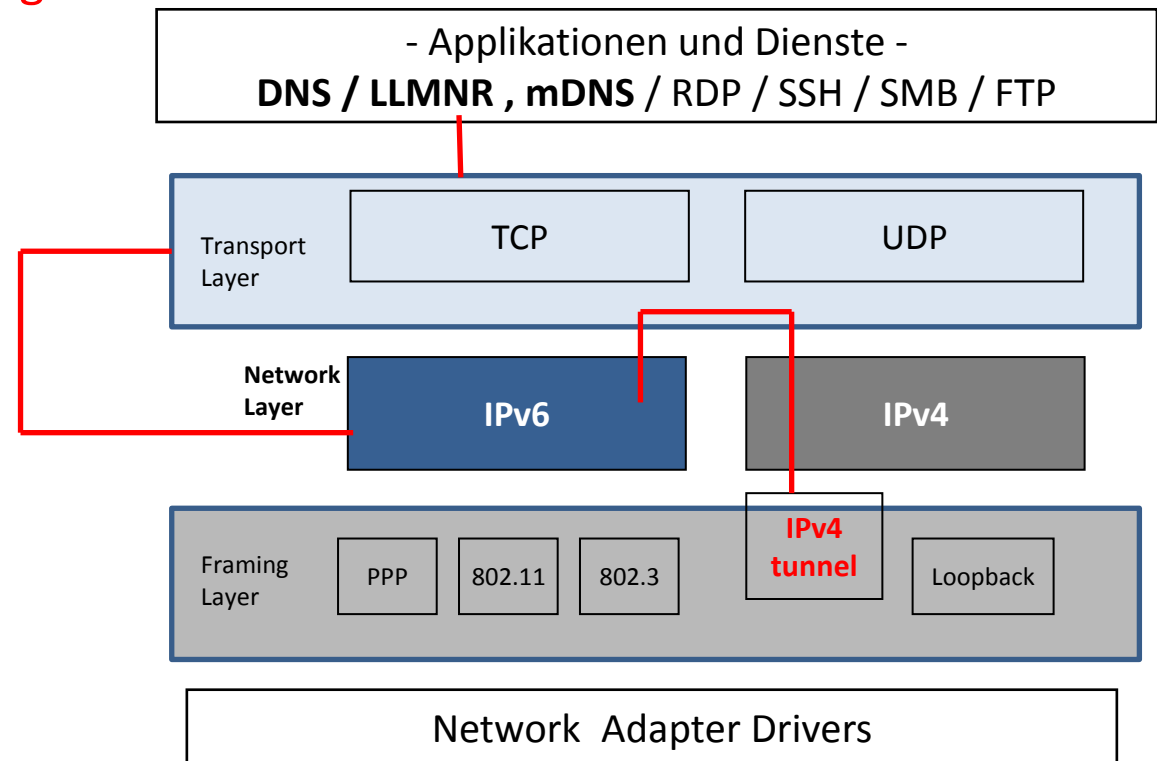 g
- Applikationen und Dienste -
DNS / LLMNR , mDNS / RDP / SSH / SMB / FTP
Transport
Layer
TCP
UDP
Network
Layer
IPv6
IPv4
Framing
Layer
PPP
802.11
802.3
IPv4
tunnel
Loopback
Network Adapter Drivers